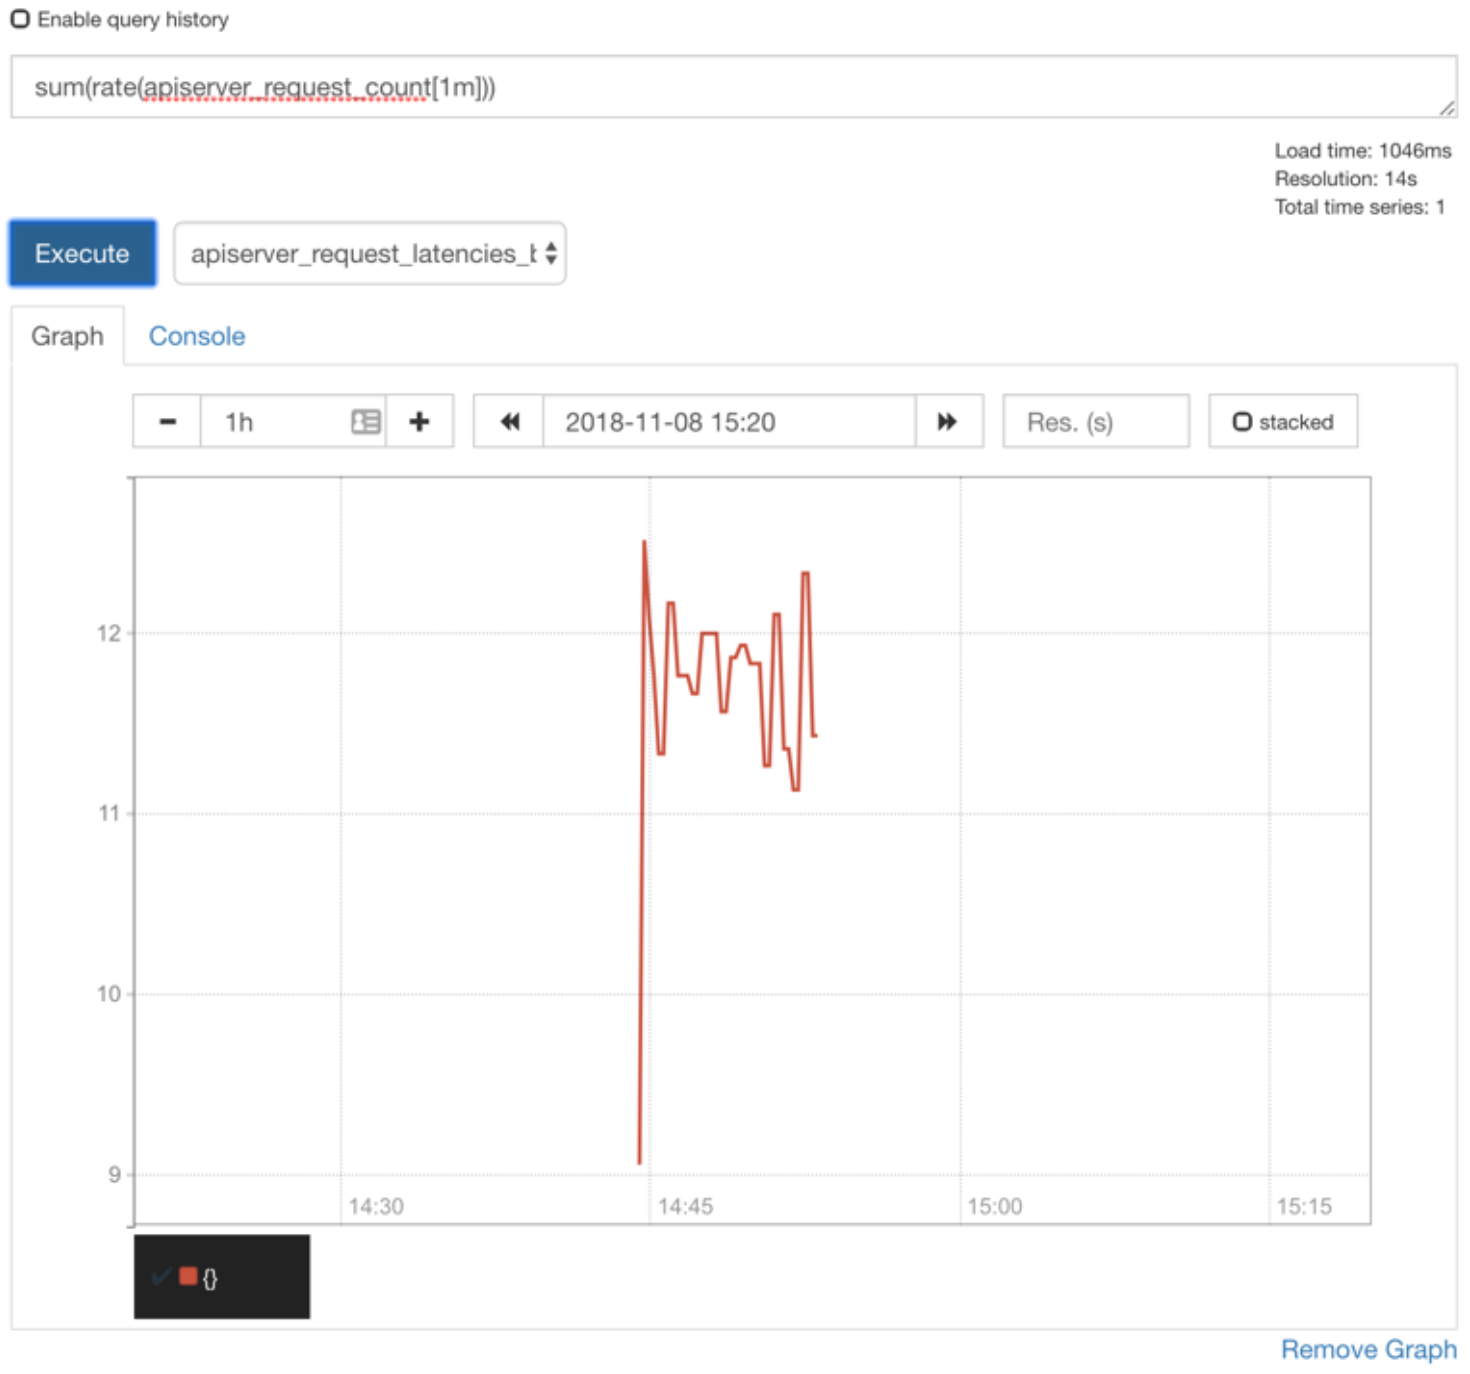 Enable query history
sum(rate(apiserver_request_count[1m]))
Load time: 1046ms
Resolution: 14s
Total time series: 1
Execute
apiserver_request_latencies_b
Graph
Console
1h
2018-11-08 15:20
Res. (s)
stacked
12
11
10
9
14:30
14:45
15:00
15:15
{}
Remove Graph